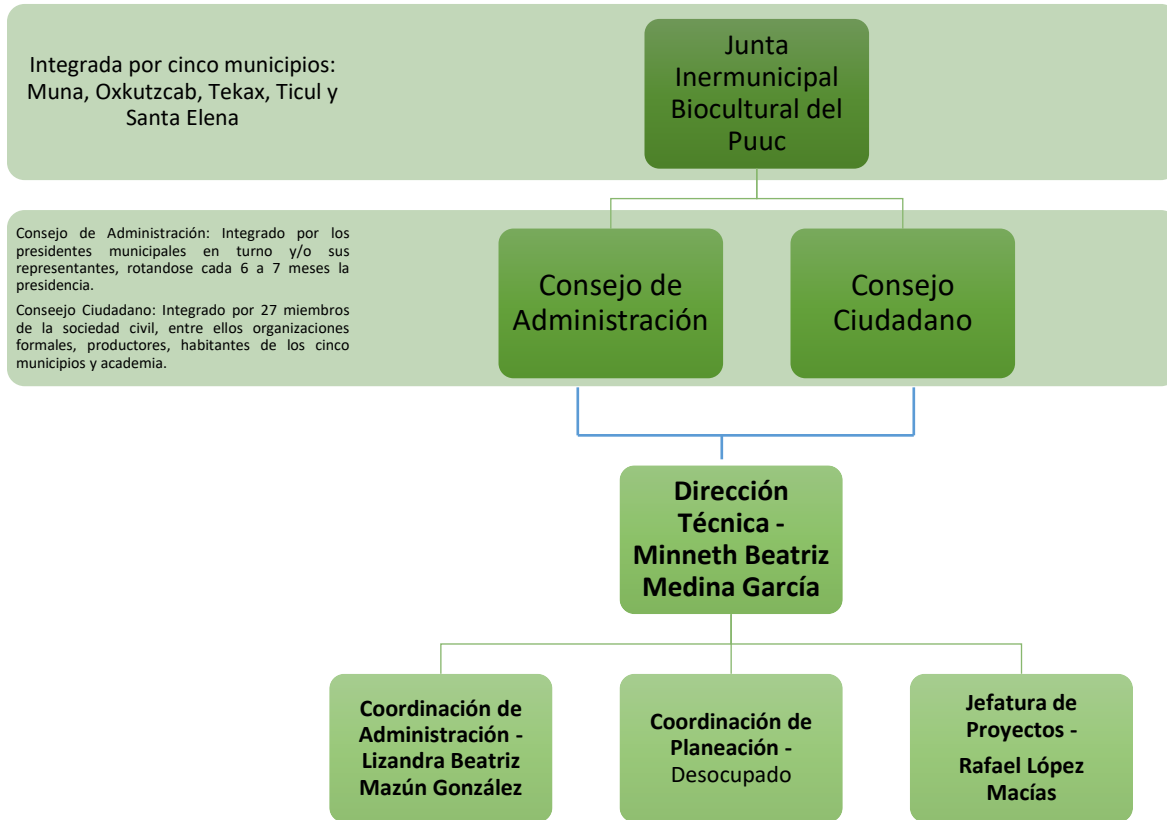 Integrada por cinco municipios:
Muna, Oxkutzcab, Tekax, Ticul y
Santa Elena
Junta
Inermunicipal
Biocultural del
Puuc
Consejo de Administración: Integrado por los
presidentes municipales en turno y/o sus
representantes, rotandose cada 6 a 7 meses la
presidencia.
Conseejo Ciudadano: Integrado por 27 miembros
de la sociedad civil, entre ellos organizaciones
formales, productores, habitantes de los cinco
municipios y academia.
Consejo de
Administración
Consejo
Ciudadano
Dirección
Técnica -
Minneth Beatriz
Medina García
Coordinación de
Administración -
Lizandra Beatriz
Mazún González
Coordinación de
Planeación -
Desocupado
Jefatura de
Proyectos -
Rafael López
Macías